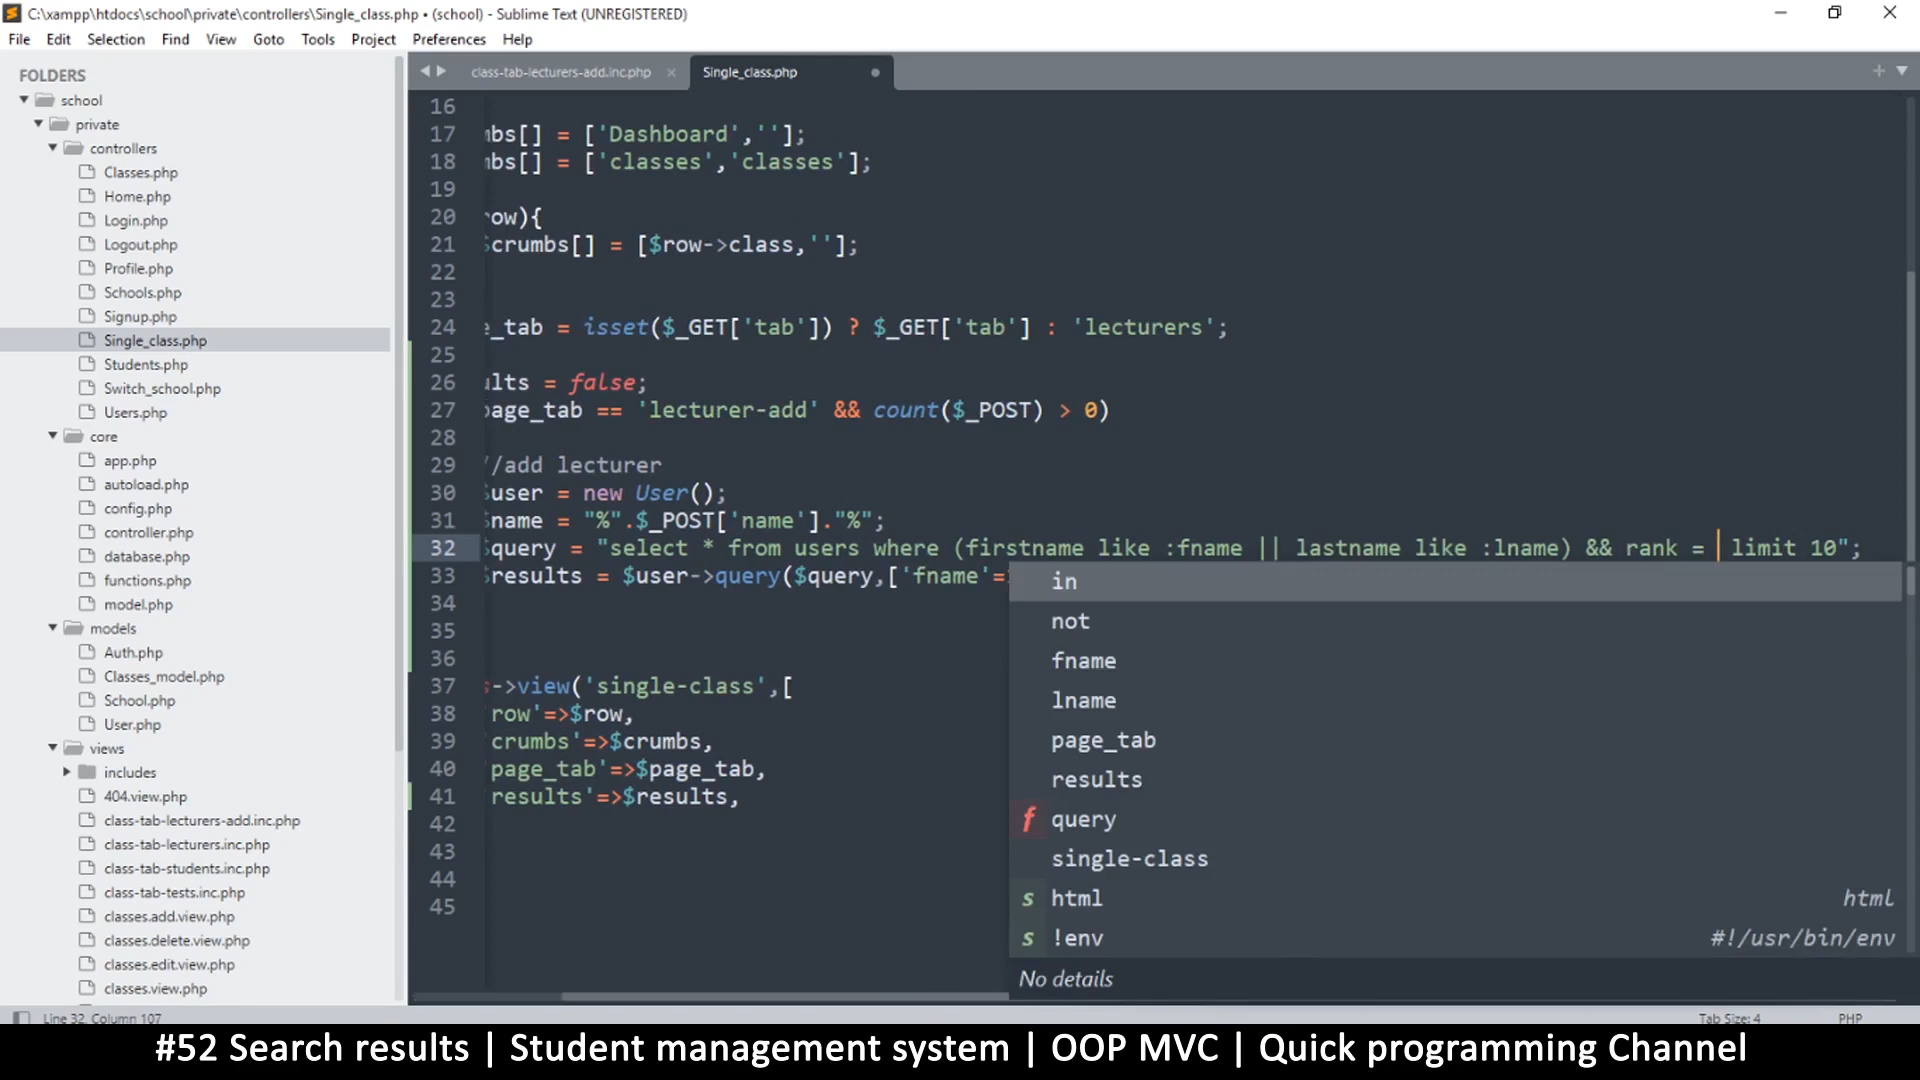 C:\xampp\htdocs\school\private\controllers\Single_class.php • (school) - Sublime Text (UNREGISTERED)
File Edit Selection Find View Goto Tools Project Preferences Help
FOLDERS
school
private
controllers
Classes.php
Home.php
Login.php
Logout.php
Profile.php
Schools.php
Signup.php
Single_class.php
Students.php
Switch_school.php
Users.php
core
app.php
autoload.php
config.php
controller.php
database.php
functions.php
model.php
models
Auth.php
Classes_model.php
School.php
User.php
views
includes
404.view.php
class-tab-lecturers-add.inc.php
class-tab-lecturers.inc.php
class-tab-students.inc.php
class-tab-tests.inc.php
classes.add.view.php
classes.delete.view.php
classes.edit.view.php
classes.view.php
class-tab-lecturers-add.inc.php × Single_class.php
16
17 mbs[] = ['Dashboard',''];
18 mbs[] = ['classes','classes'];
19
20 row){
21 $crumbs[] = [$row->class,''];
22
23
24 e_tab = isset($_GET['tab']) ? $_GET['tab'] : 'lecturers';
25
26 ults = false;
27 page_tab == 'lecturer-add' && count($_POST) > 0)
28
29 //add lecturer
30 $user = new User();
31 $name = "%".$_POST['name']."%";
32 $query = "select * from users where (firstname like :fname || lastname like :lname) && rank = limit 10";
33 $results = $user->query($query,['fname'=
34
35
36
37 s->view('single-class',[
38 'row'=>$row,
39 'crumbs'=>$crumbs,
40 'page_tab'=>$page_tab,
41 'results'=>$results,
42
43
44
45
in
not
fname
lname
page_tab
results
f query
single-class
s html html
s !env #!/usr/bin/env
No details
Line 32, Column 107 Tab Size: 4 PHP
#52 Search results | Student management system | OOP MVC | Quick programming Channel